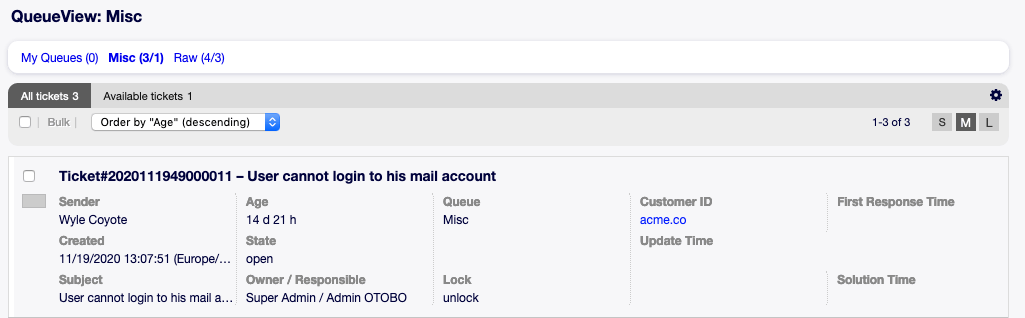 QueueView: Misc
My Queues (0) Misc (3/1) Raw (4/3)
All tickets 3 Available tickets 1
Bulk Order by "Age" (descending) 1-3 of 3 S M L
Ticket#2020111949000011 – User cannot login to his mail account
Sender Age Queue Customer ID First Response Time
Wyle Coyote 14 d 21 h Misc acme.co
Created State Update Time
11/19/2020 13:07:51 (Europe/… open
Subject Owner / Responsible Lock Solution Time
User cannot login to his mail a… Super Admin / Admin OTOBO unlock